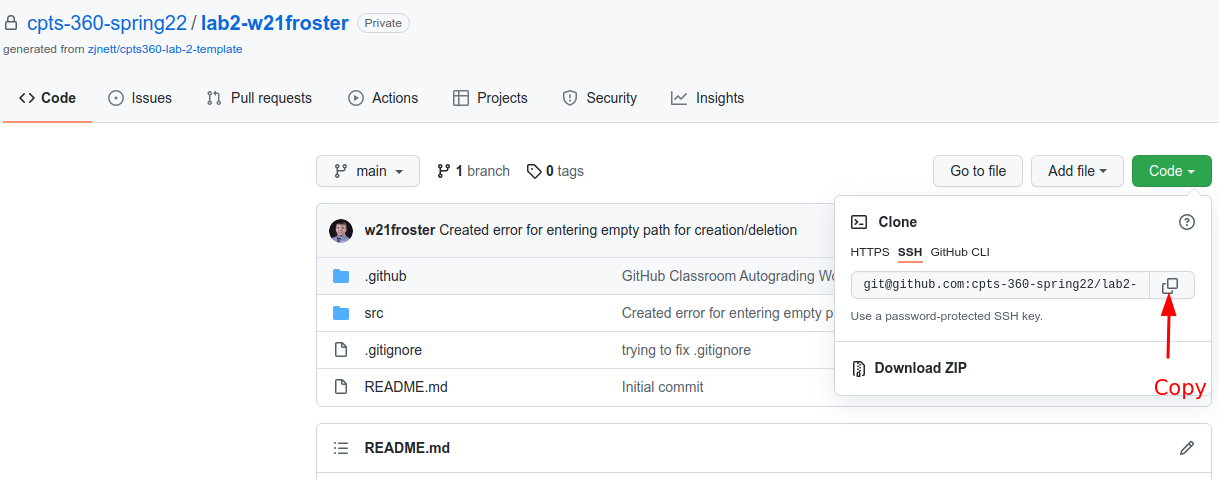 cpts-360-spring22 / lab2-w21froster Private
generated from zjnett/cpts360-lab-2-template
Code Issues Pull requests Actions Projects Security Insights
main 1 branch 0 tags Go to file Add file Code
w21froster Created error for entering empty path for creation/deletion
.github GitHub Classroom Autograding Wo
src Created error for entering empty p
.gitignore trying to fix .gitignore
README.md Initial commit
Clone
HTTPS SSH GitHub CLI
git@github.com:cpts-360-spring22/lab2-
Use a password-protected SSH key.
Download ZIP
Copy
README.md